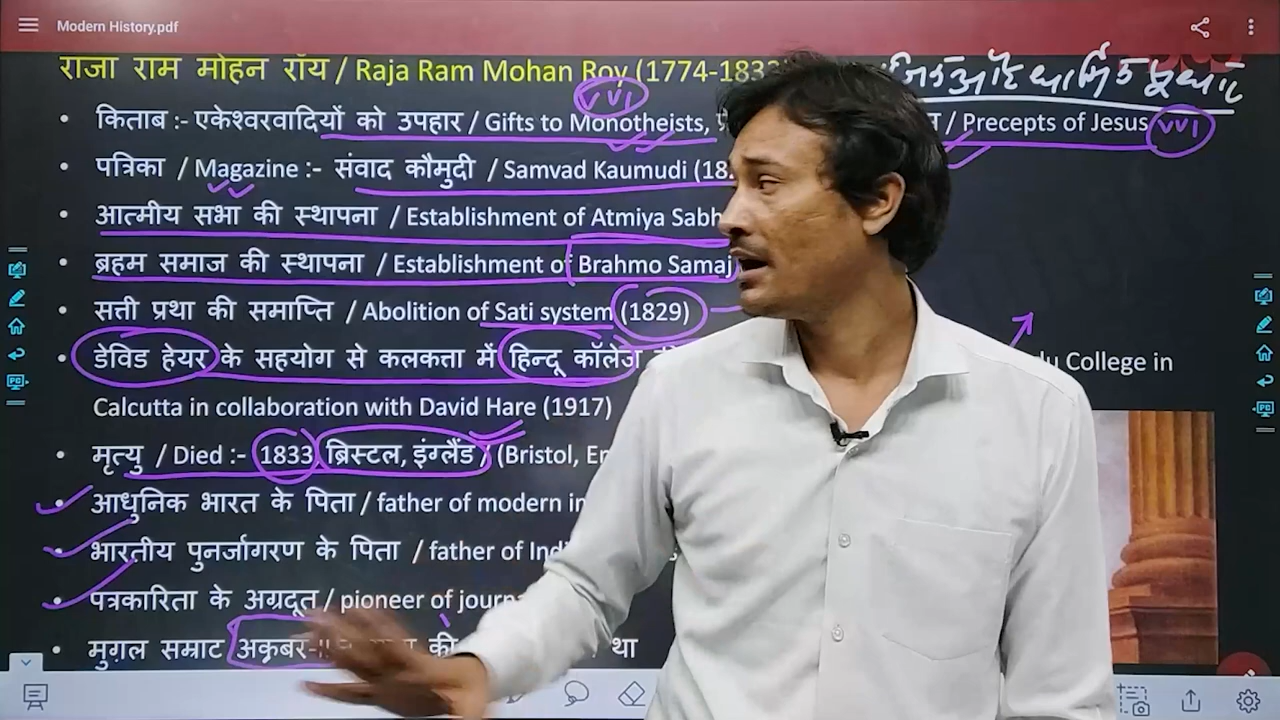 Modern History.pdf
राजा राम मोहन रॉय / Raja Ram Mohan Roy (1774-1833
VVI
• किताब :- एकेश्वरवादियों को उपहार / Gifts to Monotheists, / Precepts of Jesus VVI
• पत्रिका / Magazine :- संवाद कौमुदी / Samvad Kaumudi (182
• आत्मीय सभा की स्थापना / Establishment of Atmiya Sabh
• ब्रहम समाज की स्थापना / Establishment of Brahmo Samaj
• सत्ती प्रथा की समाप्ति / Abolition of Sati system (1829)
• डेविड हेयर के सहयोग से कलकत्ता में हिन्दू कॉलेज du College in
Calcutta in collaboration with David Hare (1917)
• मृत्यु / Died :- 1833 ब्रिस्टल, इंग्लैंड / (Bristol, En
• आधुनिक भारत के पिता / father of modern in
• भारतीय पुनर्जागरण के पिता / father of Ind
• पत्रकारिता के अग्रदूत / pioneer of journa
• मुग़ल सम्राट अकबर-II की था